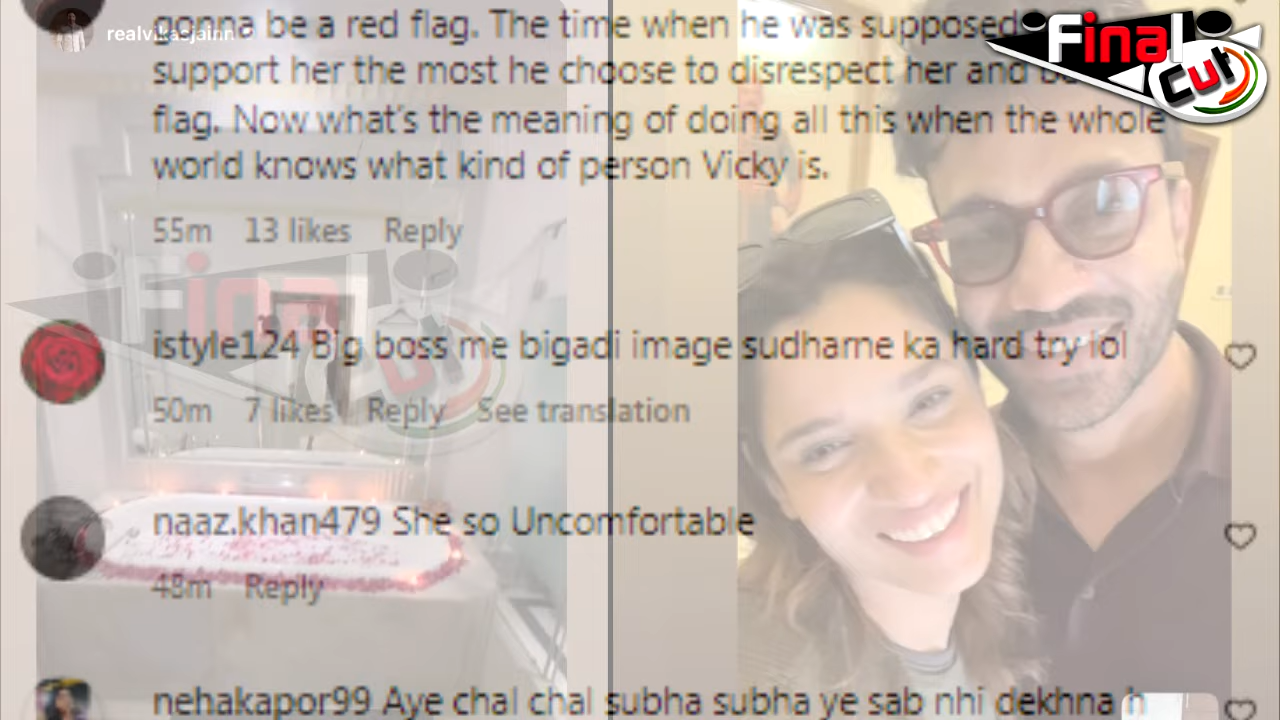 realvikasjainn
gonna be a red flag. The time when he was supposed
support her the most he choose to disrespect her and
flag. Now what's the meaning of doing all this when the whole
world knows what kind of person Vicky is.
55m 13 likes Reply
istyle124 Big boss me bigadi image sudharne ka hard try lol
50m 7 likes Reply See translation
naaz.khan479 She so Uncomfortable
48m Reply
nehakapor99 Aye chal chal subha subha ye sab nhi dekhna h
Final
Cut
Final
Cut